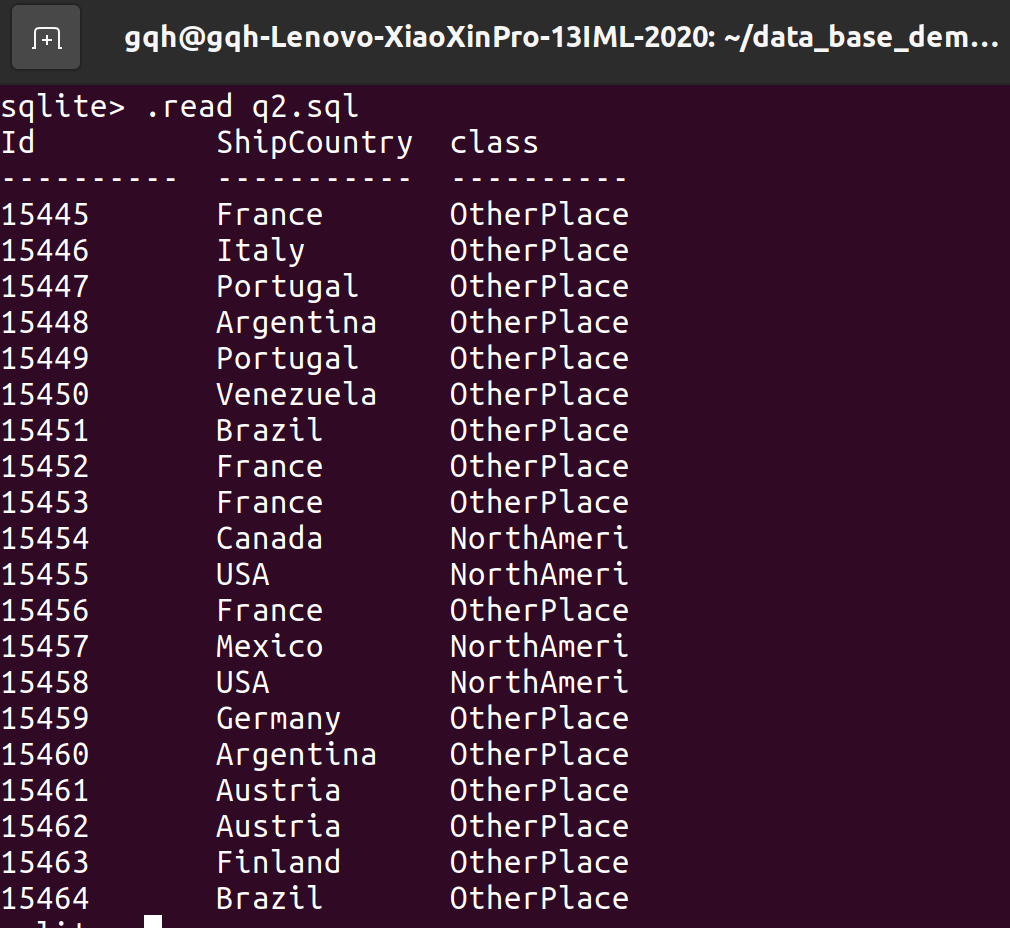 gqh@gqh-Lenovo-XiaoXinPro-13IML-2020: ~/data_base_dem...
sqlite> .read q2.sql
Id          ShipCountry  class
----------  -----------  ----------
15445       France       OtherPlace
15446       Italy        OtherPlace
15447       Portugal     OtherPlace
15448       Argentina    OtherPlace
15449       Portugal     OtherPlace
15450       Venezuela    OtherPlace
15451       Brazil       OtherPlace
15452       France       OtherPlace
15453       France       OtherPlace
15454       Canada       NorthAmeri
15455       USA          NorthAmeri
15456       France       OtherPlace
15457       Mexico       NorthAmeri
15458       USA          NorthAmeri
15459       Germany      OtherPlace
15460       Argentina    OtherPlace
15461       Austria      OtherPlace
15462       Austria      OtherPlace
15463       Finland      OtherPlace
15464       Brazil       OtherPlace